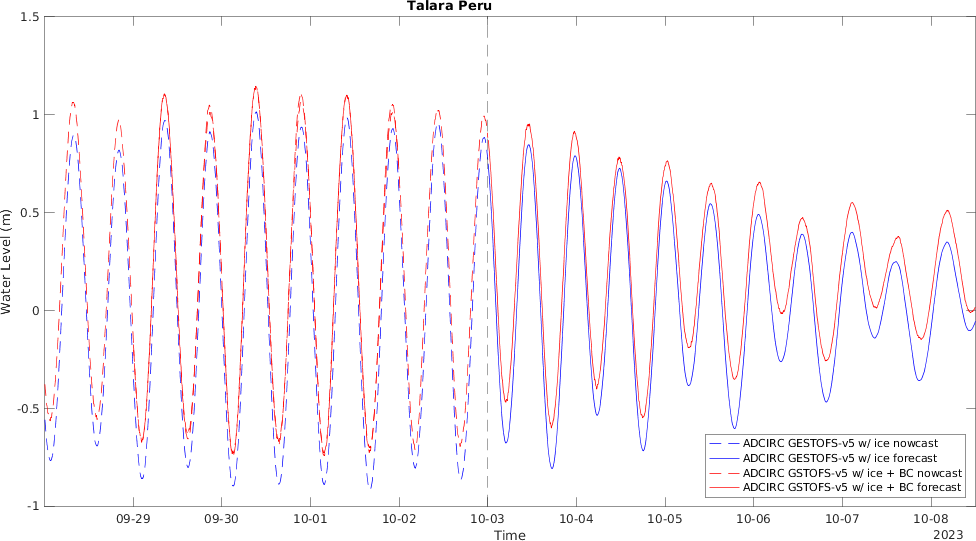 Talara Peru
1.5
1
0.5
0
-0.5
-1
Water Level (m)
09-29 09-30 10-01 10-02 10-03 10-04 10-05 10-06 10-07 10-08
Time
2023
ADCIRC GESTOFS-v5 w/ ice nowcast
ADCIRC GESTOFS-v5 w/ ice forecast
ADCIRC GSTOFS-v5 w/ ice + BC nowcast
ADCIRC GSTOFS-v5 w/ ice + BC forecast